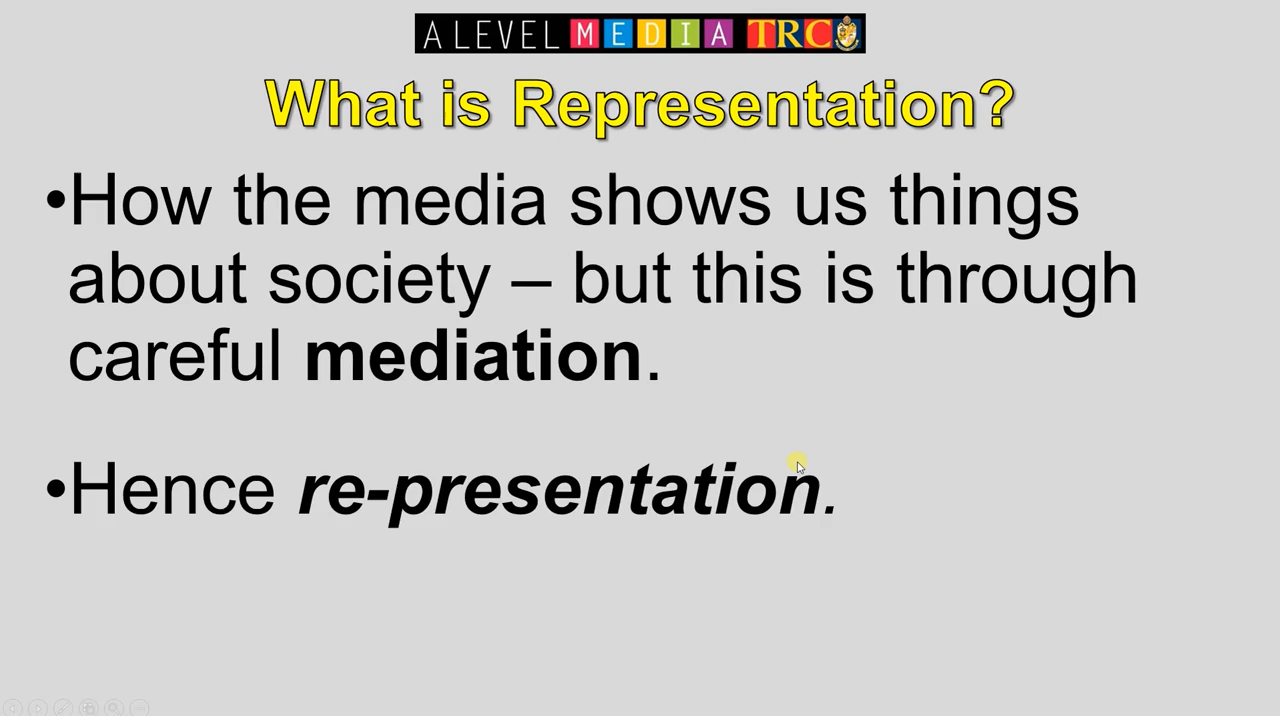 A LEVEL MEDIA TRC
What is Representation?
•How the media shows us things
about society – but this is through
careful mediation.
•Hence re-presentation.